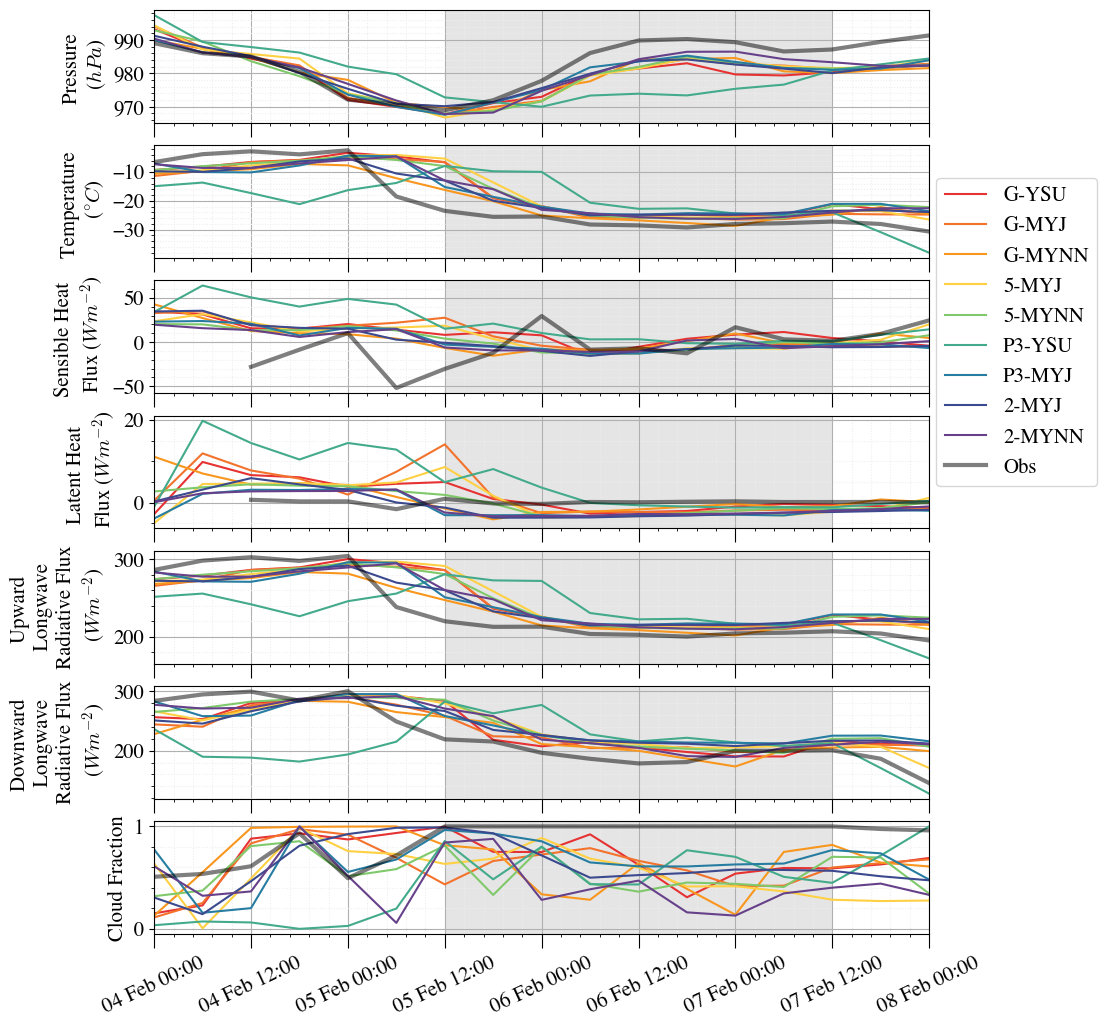 Pressure
(hPa)
990
980
970
Temperature
(°C)
−10
−20
−30
Sensible Heat
Flux (Wm⁻²)
50
0
−50
Latent Heat
Flux (Wm⁻²)
20
0
Upward
Longwave
Radiative Flux
(Wm⁻²)
300
200
Downward
Longwave
Radiative Flux
(Wm⁻²)
300
200
Cloud Fraction
1
0
04 Feb 00:00
04 Feb 12:00
05 Feb 00:00
05 Feb 12:00
06 Feb 00:00
06 Feb 12:00
07 Feb 00:00
07 Feb 12:00
08 Feb 00:00
G-YSU
G-MYJ
G-MYNN
5-MYJ
5-MYNN
P3-YSU
P3-MYJ
2-MYJ
2-MYNN
Obs